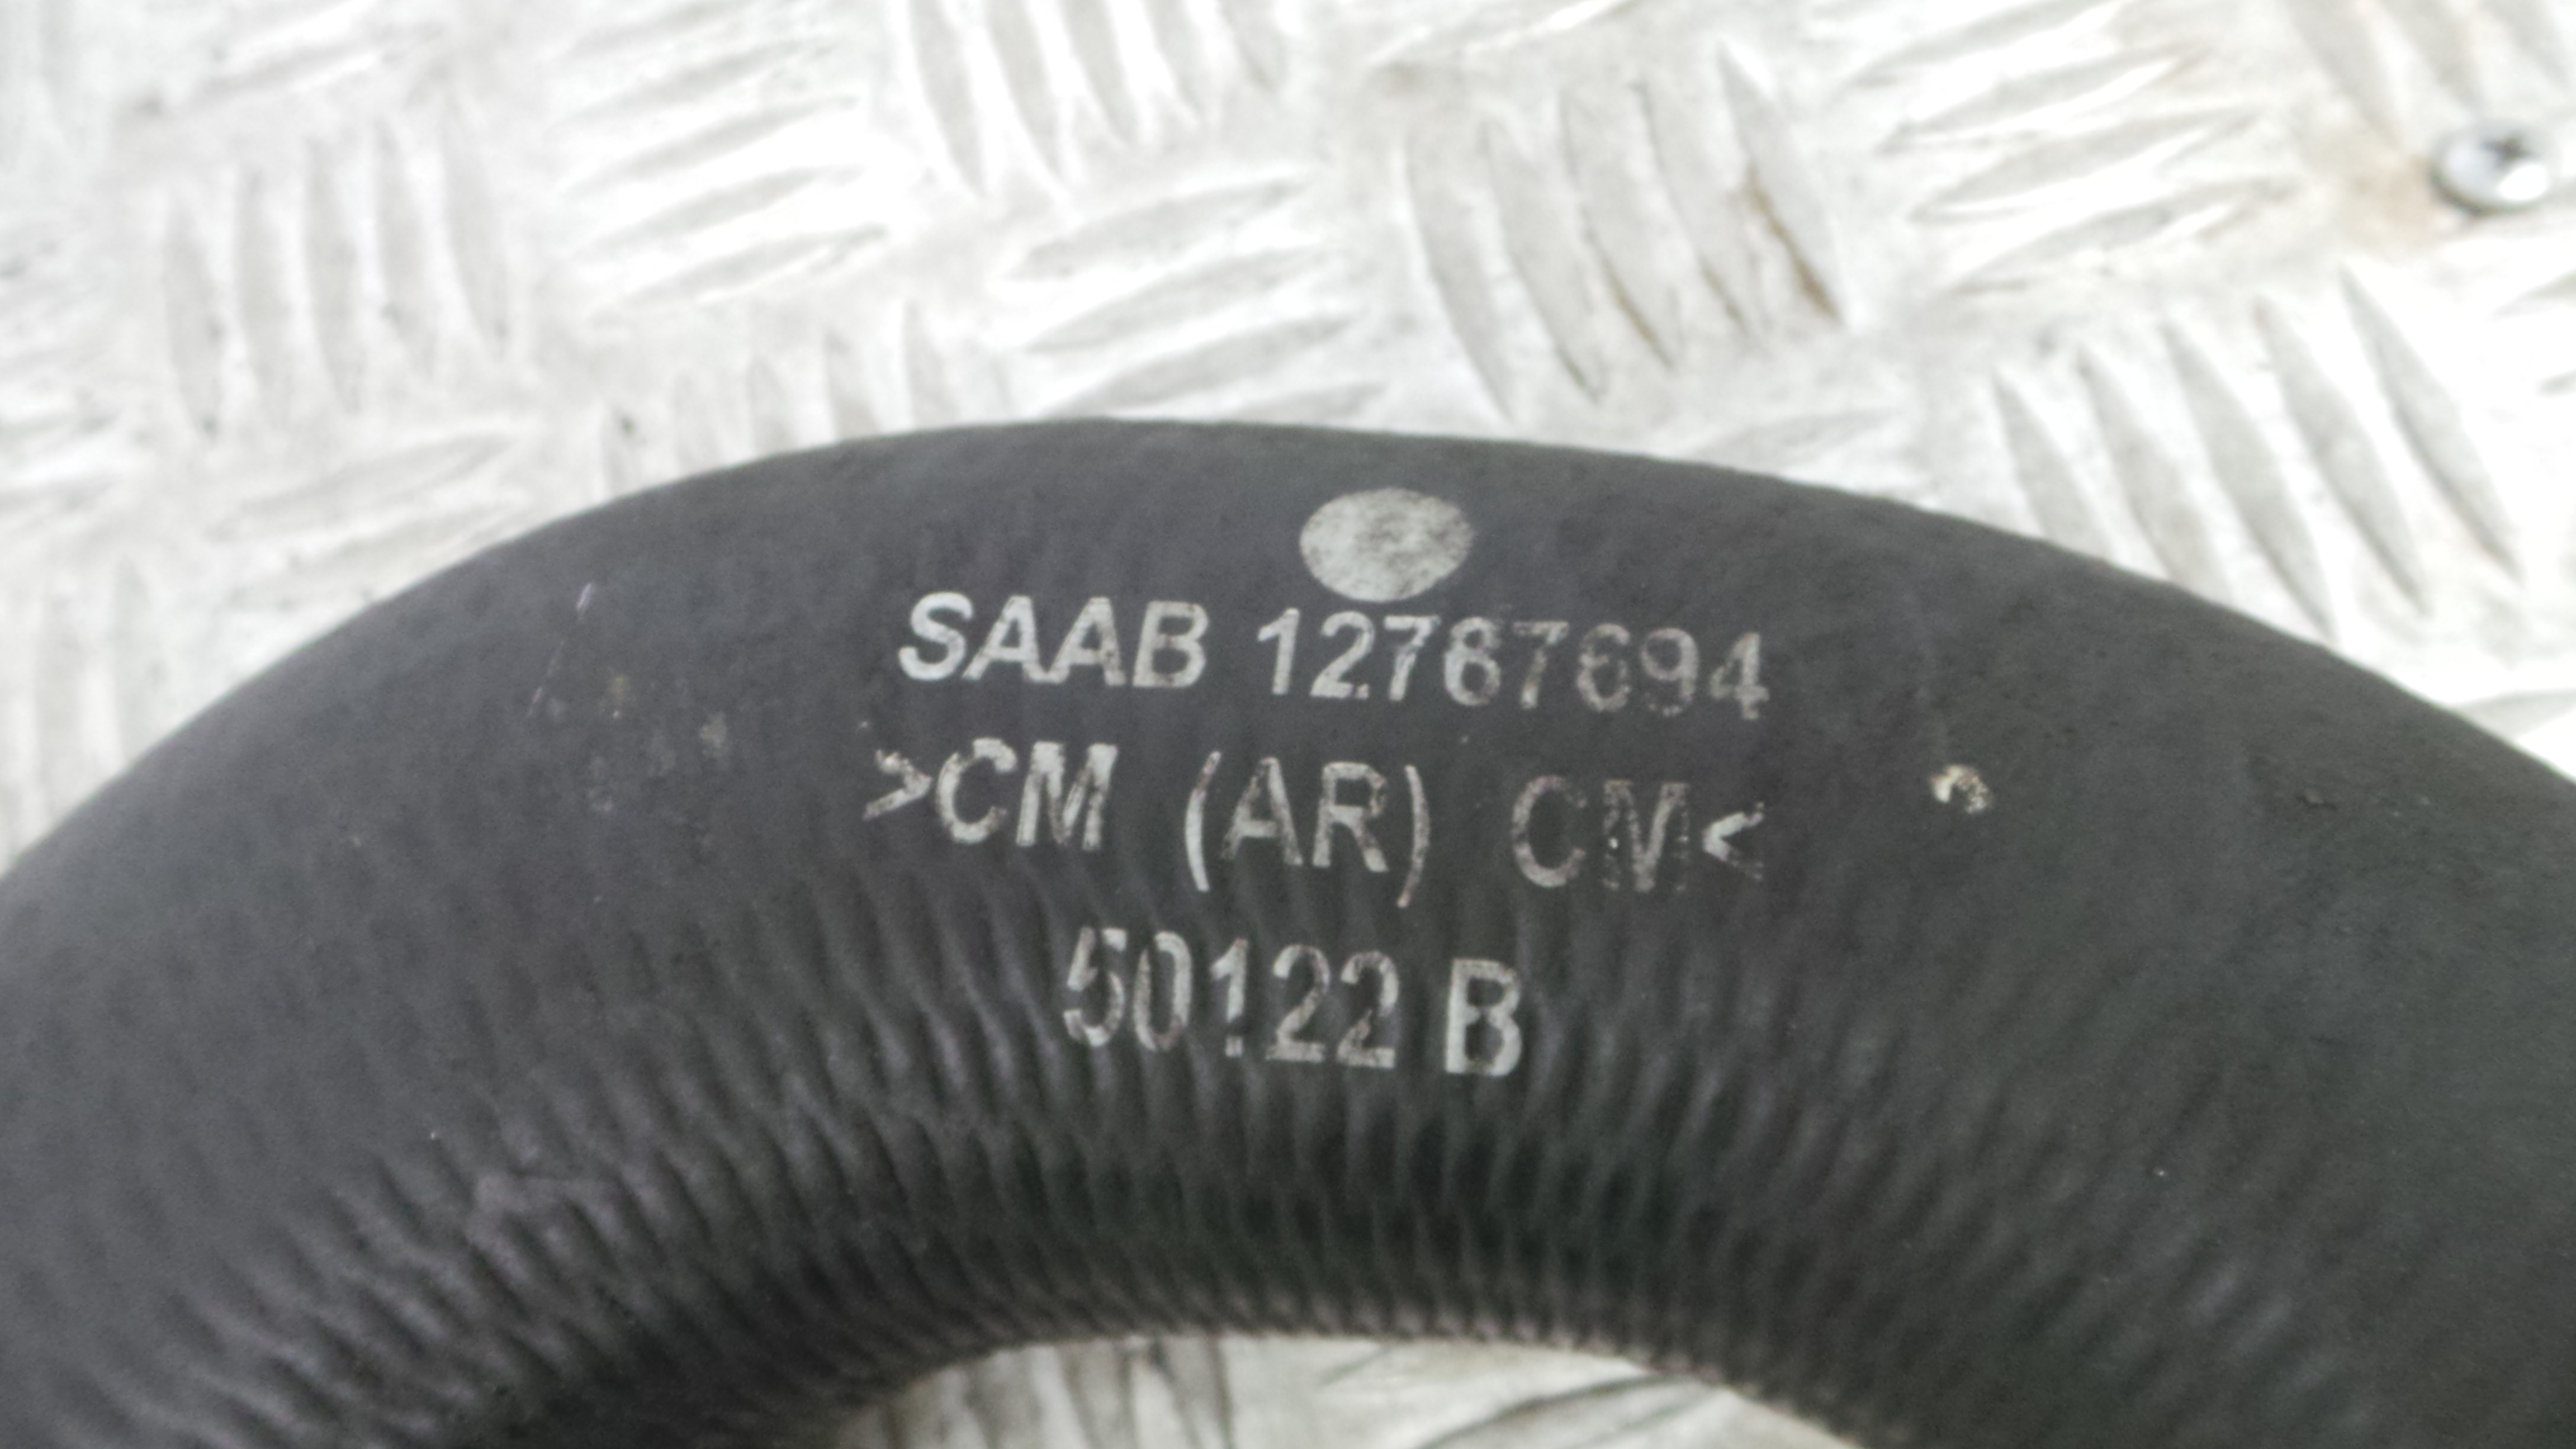 SAAB 12767694
>CM (AR) CM<
50122 B